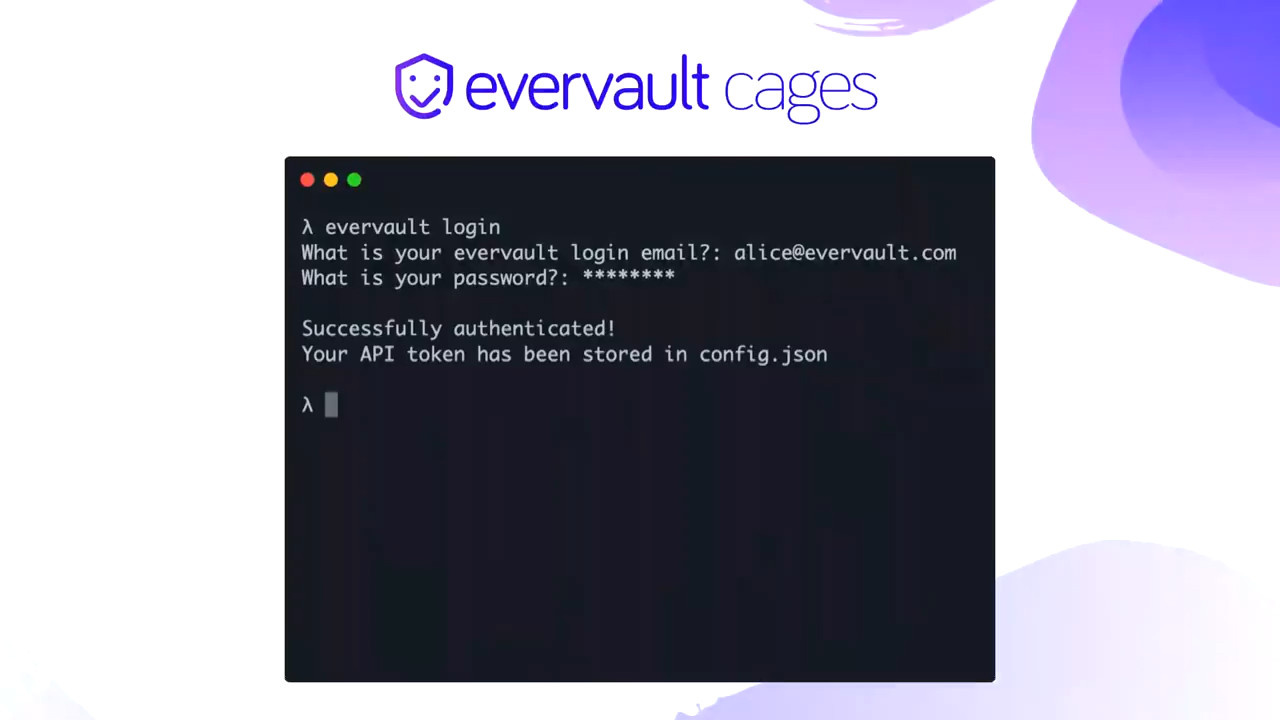 evervault cages
λ evervault login
What is your evervault login email?: alice@evervault.com
What is your password?: ********
Successfully authenticated!
Your API token has been stored in config.json
λ